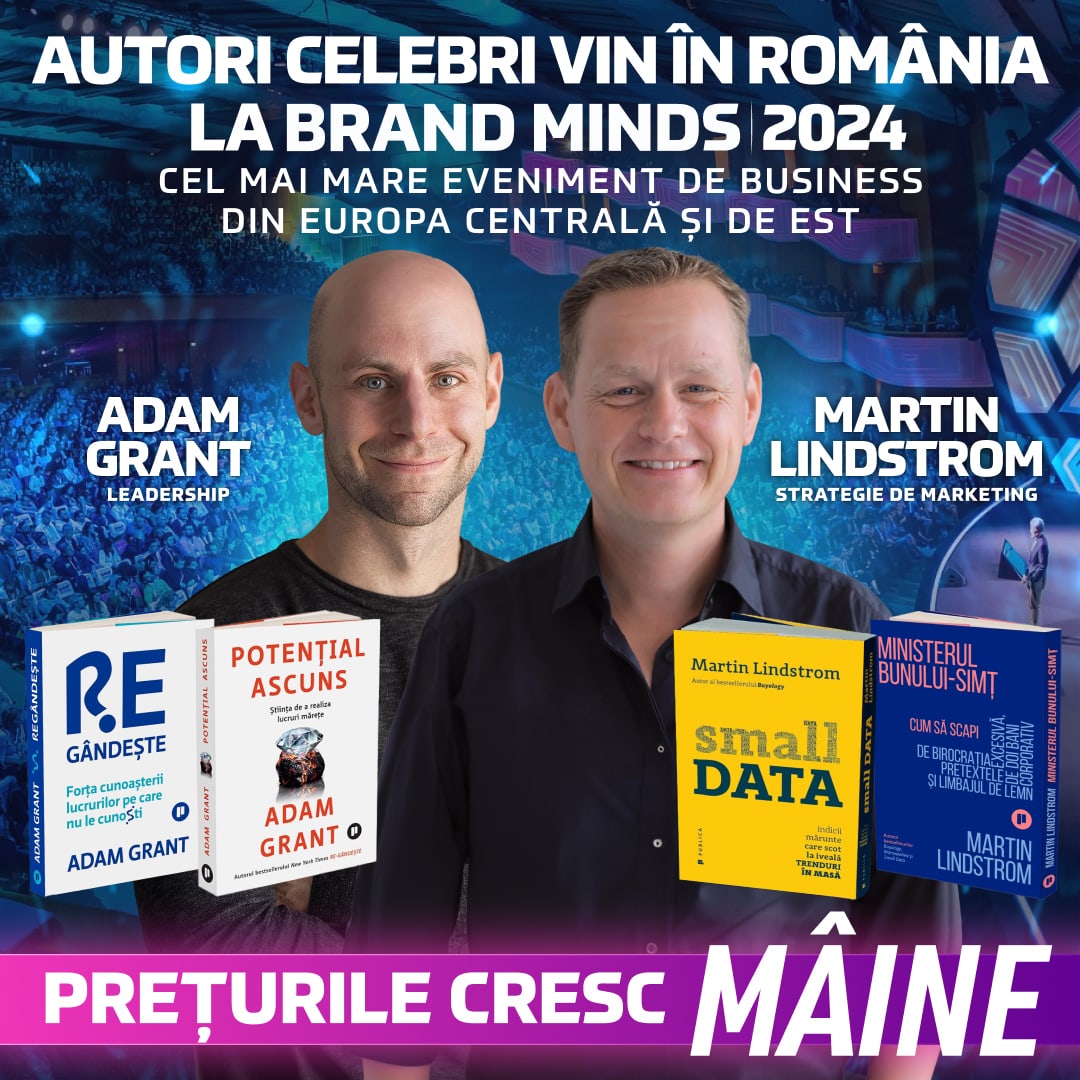 AUTORI CELEBRI VIN ÎN ROMÂNIA
LA BRAND MINDS | 2024
CEL MAI MARE EVENIMENT DE BUSINESS
DIN EUROPA CENTRALĂ ȘI DE EST
ADAM
GRANT
LEADERSHIP
MARTIN
LINDSTROM
STRATEGIE DE MARKETING
ADAM GRANT REGÂNDEȘTE
R.E
GÂNDEȘTE
Forța cunoașterii
lucrurilor pe care
nu le cunoști
ADAM GRANT
ADAM GRANT POTENȚIAL ASCUNS
POTENȚIAL
ASCUNS
Știința de a realiza
lucruri mărețe
ADAM
GRANT
Autorul bestsellerului New York Times RE-GÂNDEȘTE
Martin Lindstrom
Autor al bestsellerului Buyology
small
DATA
indicii
mărunte
care scot
la iveală
TRENDURI
ÎN MASĂ
PUBLICA
small DATA Martin Lindstrom
MINISTERUL
BUNULUI-SIMȚ
CUM SĂ SCAPI
DE BIROCRAȚIA EXCESIVĂ,
PRETEXTELE DE DOI BANI
ȘI LIMBAJUL DE LEMN CORPORATIV
MARTIN
LINDSTROM
MARTIN LINDSTROM MINISTERUL BUNULUI-SIMȚ
PREȚURILE CRESC MÂINE